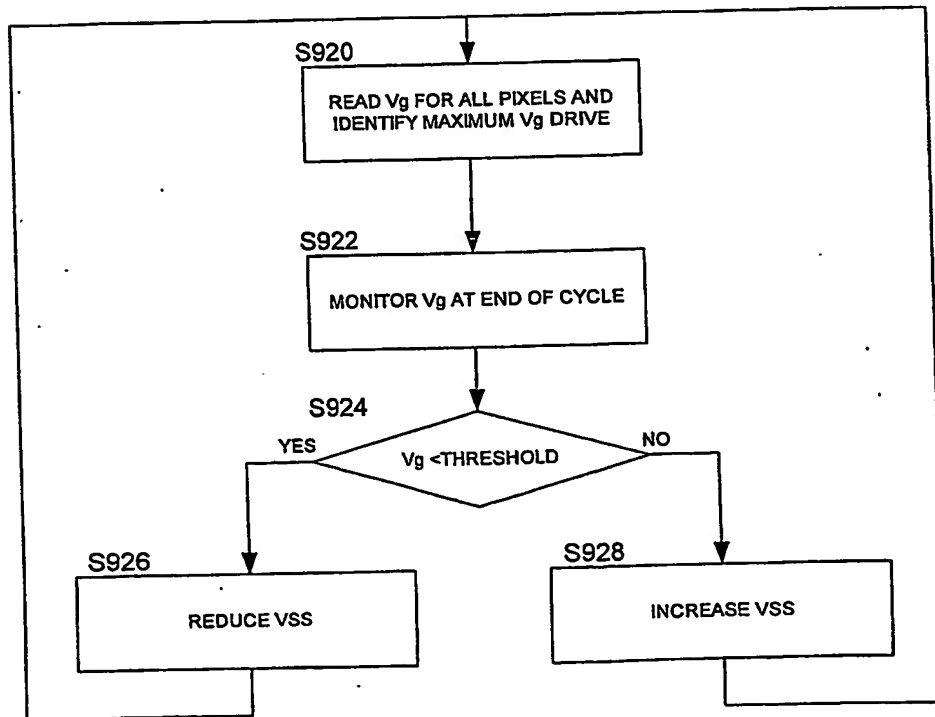 S920
READ Vg FOR ALL PIXELS AND
IDENTIFY MAXIMUM Vg DRIVE
S922
MONITOR Vg AT END OF CYCLE
S924
YES
NO
Vg <THRESHOLD
S926
S928
REDUCE VSS
INCREASE VSS